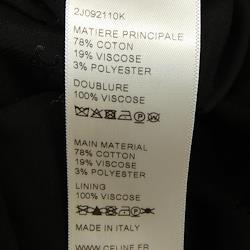 2J092110K
MATIERE PRINCIPALE
78% COTON
19% VISCOSE
3% POLYESTER
DOUBLURE
100% VISCOSE
MAIN MATERIAL
78% COTTON
19% VISCOSE
3% POLYESTER
LINING
100% VISCOSE
MADE IN ITALY
WWW.CELINE.FR